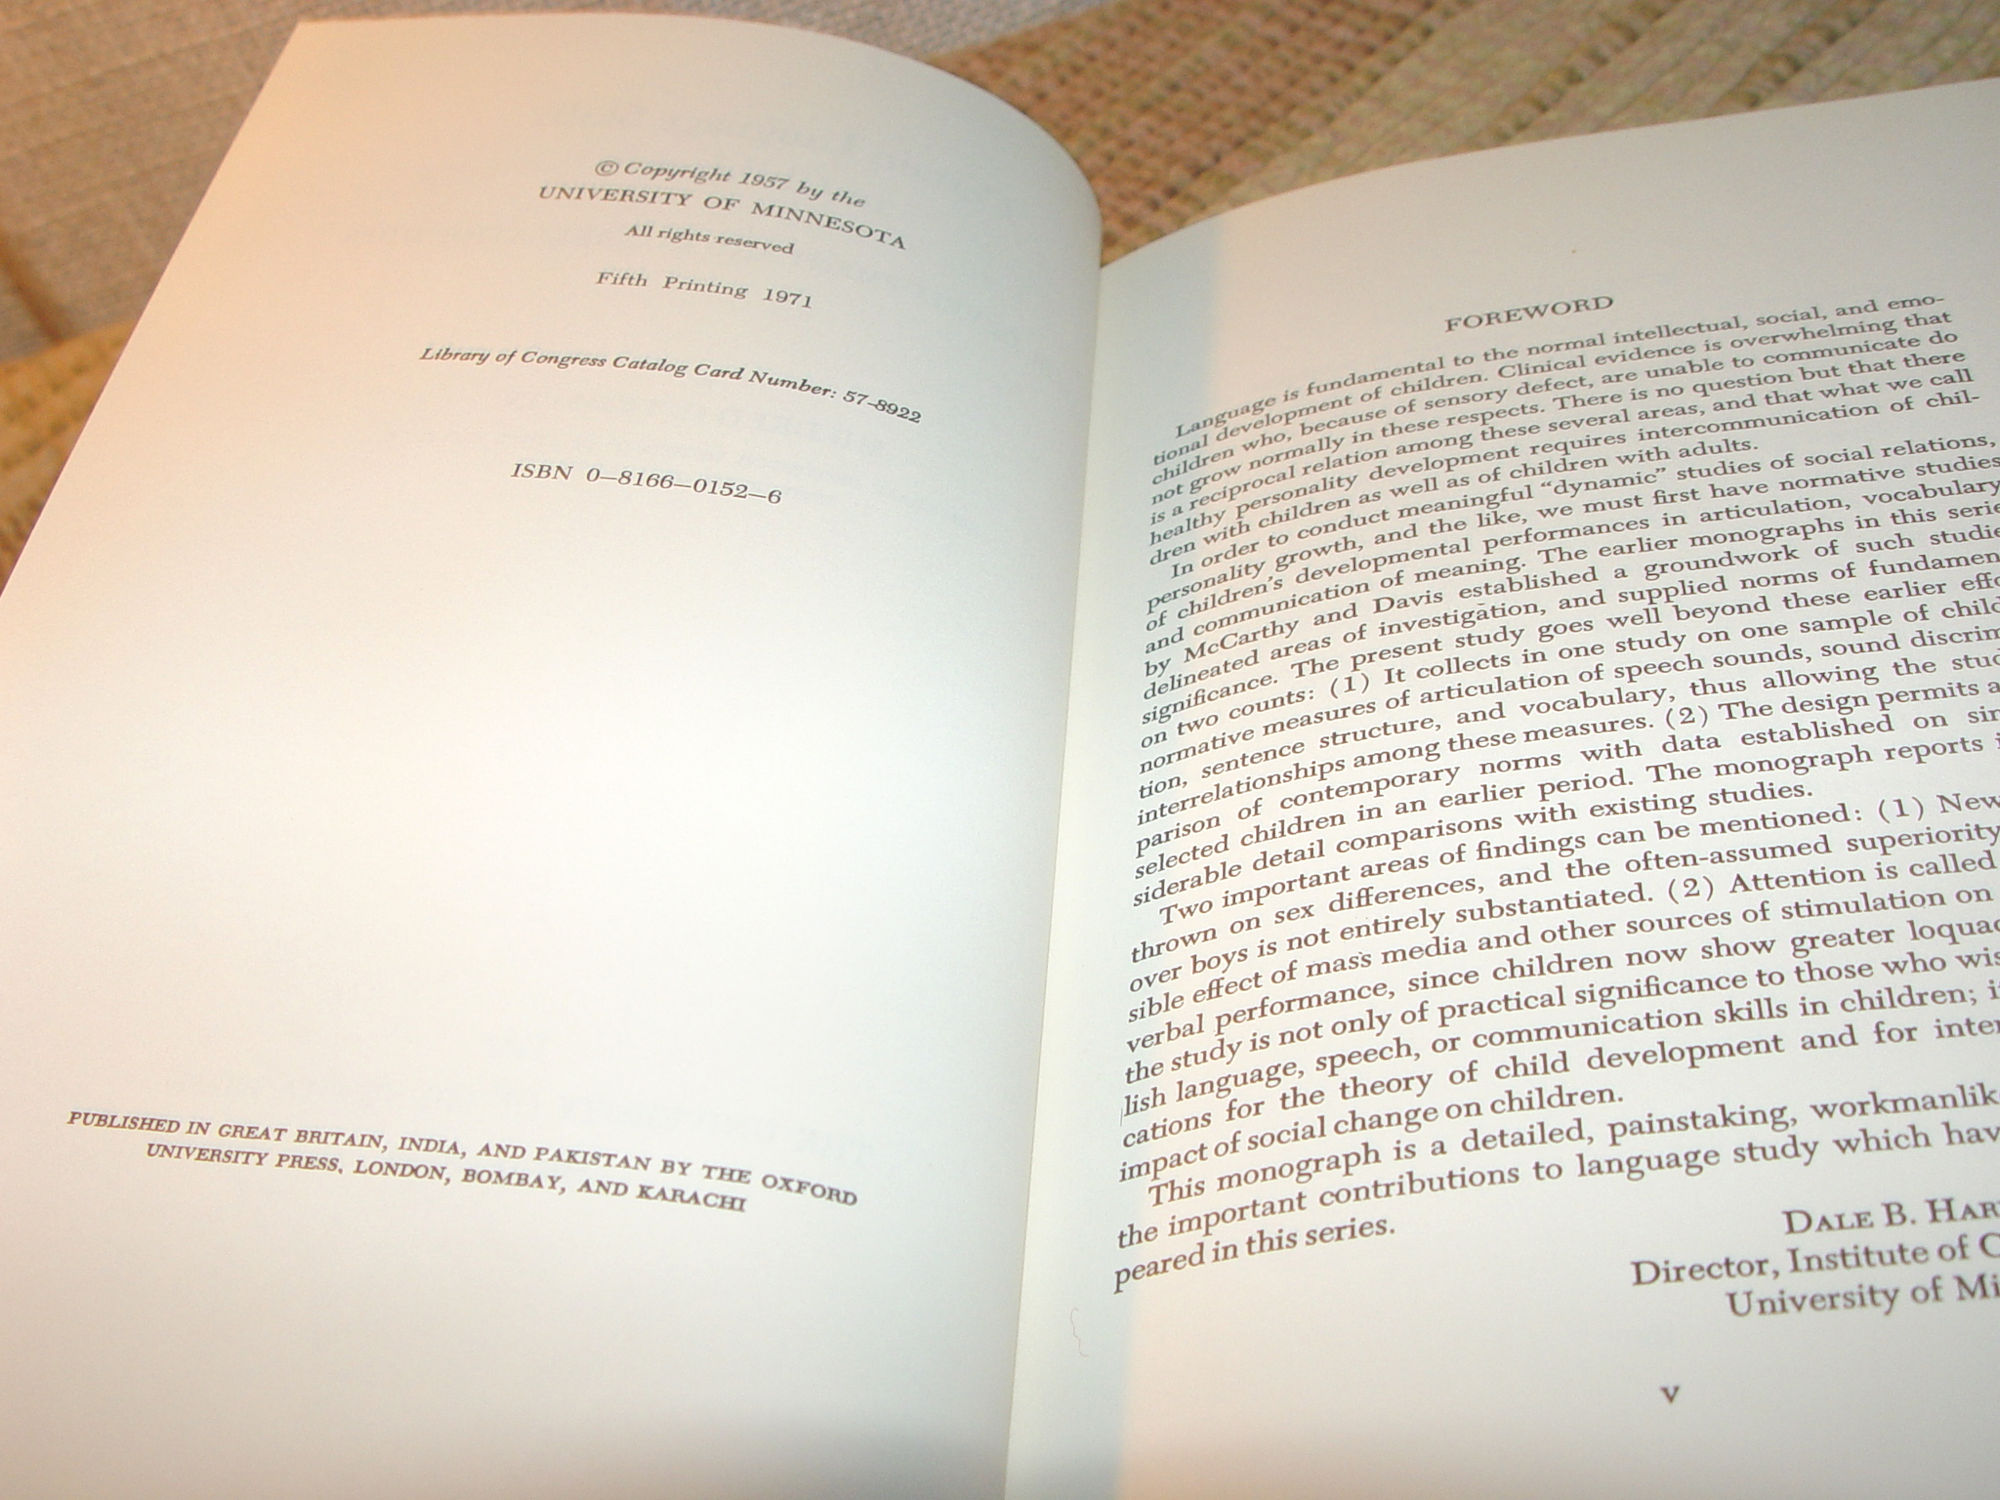 © Copyright 1957 by the
UNIVERSITY OF MINNESOTA
All rights reserved
Fifth Printing 1971
Library of Congress Catalog Card Number: 57-8922
ISBN 0—8166—0152—6
PUBLISHED IN GREAT BRITAIN, INDIA, AND PAKISTAN BY THE OXFORD
UNIVERSITY PRESS, LONDON, BOMBAY, AND KARACHI
FOREWORD
Language is fundamental to the normal intellectual, social, and emo-
tional development of children. Clinical evidence is overwhelming that
children who, because of sensory defect, are unable to communicate do
not grow normally in these respects. There is no question but that there
is a reciprocal relation among these several areas, and that what we call
healthy personality development requires intercommunication of chil-
dren with children as well as of children with adults.
In order to conduct meaningful “dynamic” studies of social relations,
personality growth, and the like, we must first have normative studies
of children's developmental performances in articulation, vocabulary
and communication of meaning. The earlier monographs in this serie
by McCarthy and Davis established a groundwork of such studie
delineated areas of investigation, and supplied norms of fundamen
significance. The present study goes well beyond these earlier effo
on two counts: (1) It collects in one study on one sample of child
normative measures of articulation of speech sounds, sound discrim
tion, sentence structure, and vocabulary, thus allowing the stud
interrelationships among these measures. (2) The design permits a
parison of contemporary norms with data established on sim
selected children in an earlier period. The monograph reports i
siderable detail comparisons with existing studies.
Two important areas of findings can be mentioned: (1) New
thrown on sex differences, and the often-assumed superiority
over boys is not entirely substantiated. (2) Attention is called
sible effect of mass media and other sources of stimulation on
verbal performance, since children now show greater loquac
the study is not only of practical significance to those who wis
lish language, speech, or communication skills in children; i
cations for the theory of child development and for inter
impact of social change on children.
This monograph is a detailed, painstaking, workmanlik
the important contributions to language study which hav
peared in this series.
DALE B. HAR
Director, Institute of C
University of Mi
v